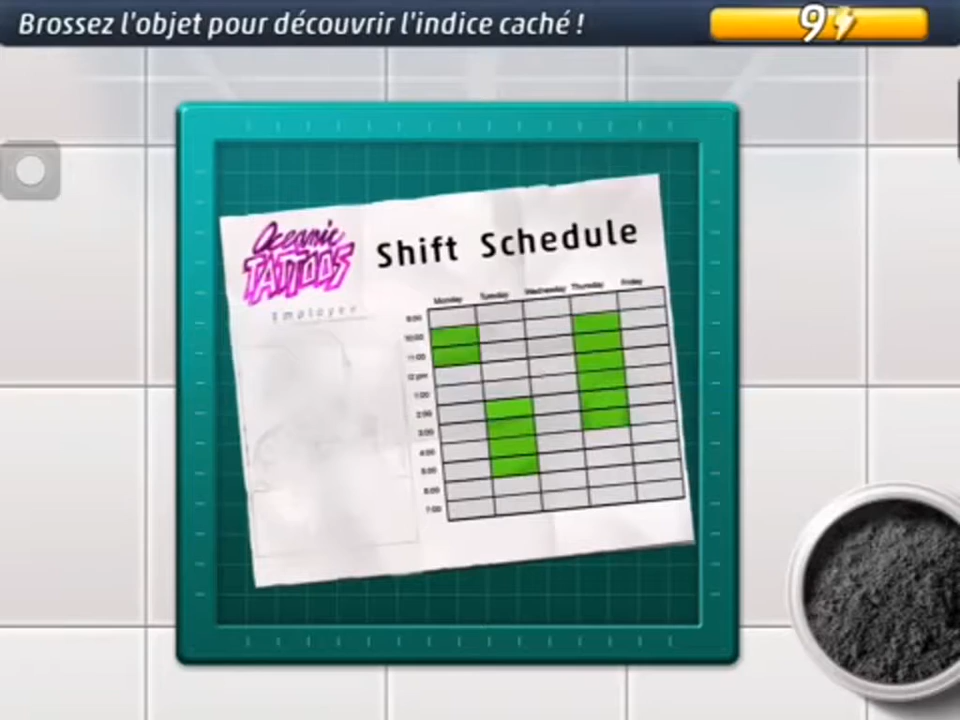 Brossez l'objet pour découvrir l'indice caché !
9
Oceanic
TATTOOS
Shift Schedule
Employee
Monday Tuesday Wednesday Thursday Friday
9:00
10:00
11:00
12 pm
1:00
2:00
3:00
4:00
5:00
6:00
7:00